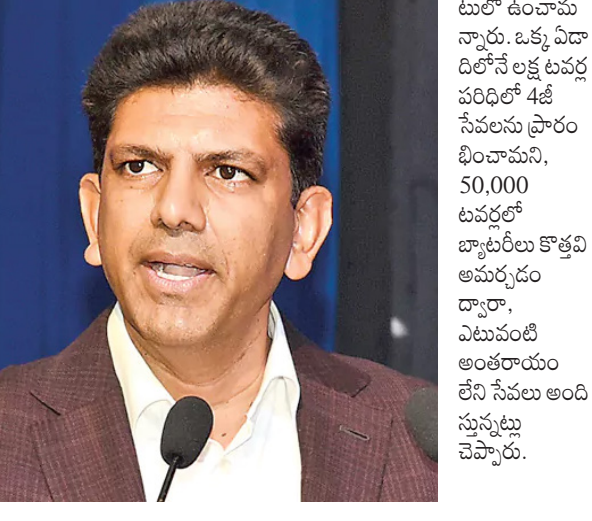 టులో ఉంచామ
న్నారు. ఒక్క ఏడా
దిలోనే లక్ష టవర్ల
పరిధిలో 4జీ
సేవలను ప్రారం
భించామని,
50,000
టవర్లలో
బ్యాటరీలు కొత్తవి
అమర్చడం
ద్వారా,
ఎటువంటి
అంతరాయం
లేని సేవలు అంది
స్తున్నట్లు
చెప్పారు.